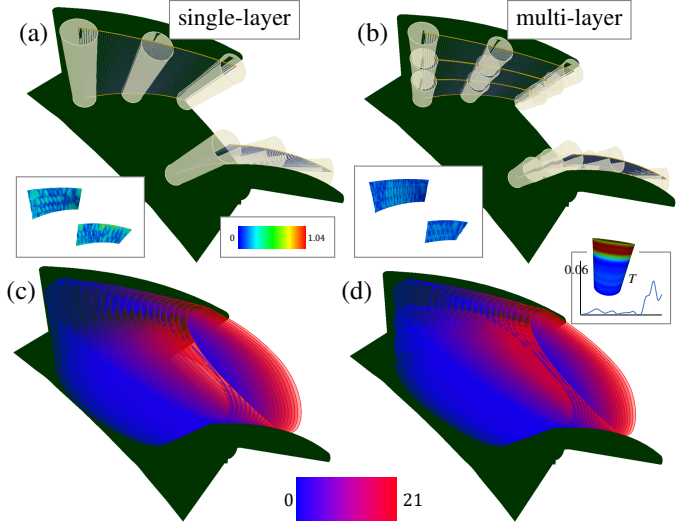 (a)
single-layer
(b)
multi-layer
0
1.04
0.06
T
(c)
(d)
0
21